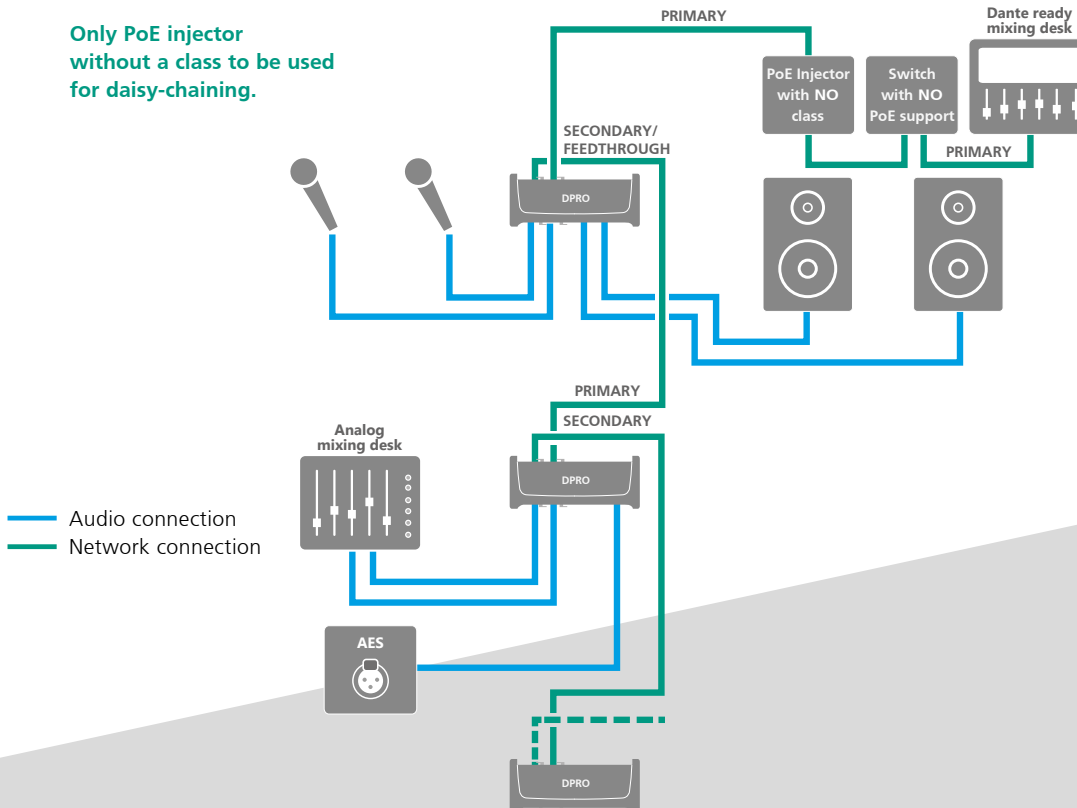 Only PoE injector
without a class to be used
for daisy-chaining.
PRIMARY
Dante ready
mixing desk
PoE Injector
with NO
class
Switch
with NO
PoE support
PRIMARY
SECONDARY/
FEEDTHROUGH
DPRO
PRIMARY
SECONDARY
Analog
mixing desk
DPRO
Audio connection
Network connection
AES
DPRO